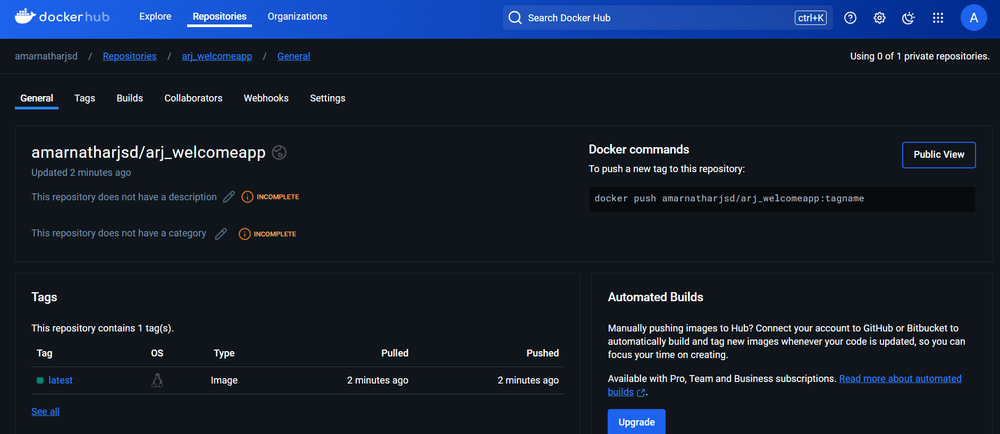 dockerhub
Explore
Repositories
Organizations
Search Docker Hub
ctrl+K
A
amarnatharjsd / Repositories / arj_welcomeapp / General
Using 0 of 1 private repositories.
General
Tags
Builds
Collaborators
Webhooks
Settings
amarnatharjsd/arj_welcomeapp
Updated 2 minutes ago
This repository does not have a description
INCOMPLETE
This repository does not have a category
INCOMPLETE
Docker commands
Public View
To push a new tag to this repository:
docker push amarnatharjsd/arj_welcomeapp:tagname
Tags
This repository contains 1 tag(s).
Tag OS Type Pulled Pushed
latest Image 2 minutes ago 2 minutes ago
See all
Automated Builds
Manually pushing images to Hub? Connect your account to GitHub or Bitbucket to
automatically build and tag new images whenever your code is updated, so you can
focus your time on creating.
Available with Pro, Team and Business subscriptions. Read more about automated
builds .
Upgrade